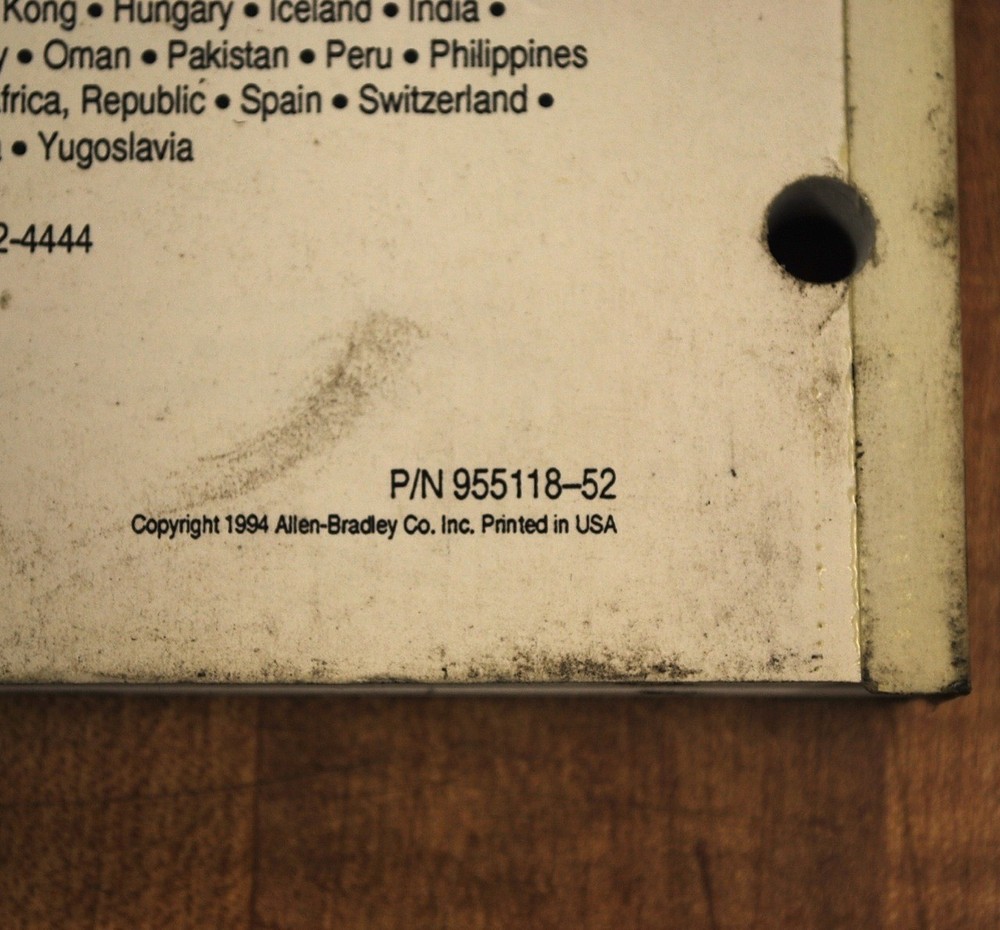 Kong • Hungary • Iceland • India •
• Oman • Pakistan • Peru • Philippines
frica, Republic • Spain • Switzerland •
• Yugoslavia
2-4444
P/N 955118–52
Copyright 1994 Allen-Bradley Co. Inc. Printed in USA